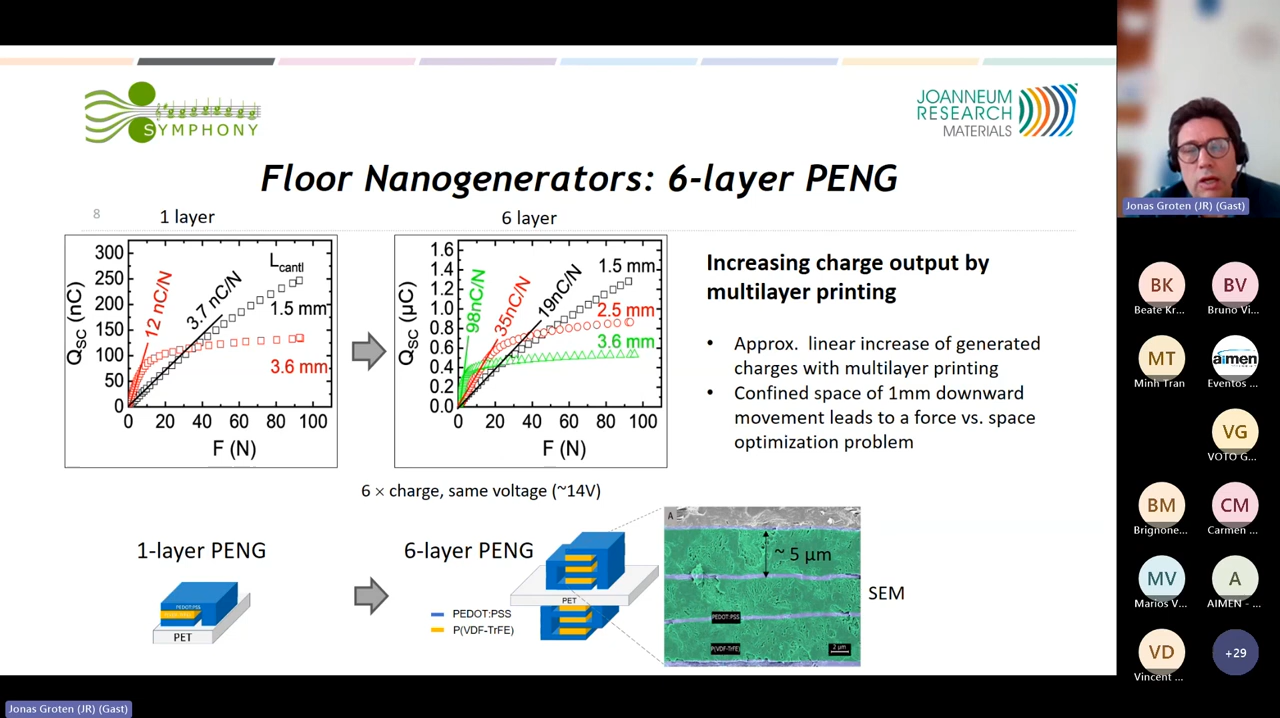 SYMPHONY
JOANNEUM
RESEARCH
MATERIALS
Floor Nanogenerators: 6-layer PENG
8
1 layer
6 layer
300
250
200
150
100
50
0
Q_SC (nC)
12 nC/N
3.7 nC/N
L_cantl
1.5 mm
3.6 mm
0 20 40 60 80 100
F (N)
1.6
1.4
1.2
1.0
0.8
0.6
0.4
0.2
0.0
Q_SC (µC)
98nC/N
35nC/N
19nC/N
1.5 mm
2.5 mm
3.6 mm
0 20 40 60 80 100
F (N)
Increasing charge output by
multilayer printing
• Approx. linear increase of generated
charges with multilayer printing
• Confined space of 1mm downward
movement leads to a force vs. space
optimization problem
6 × charge, same voltage (~14V)
1-layer PENG
PEDOT:PSS
PET
6-layer PENG
PET
PEDOT:PSS
P(VDF-TrFE)
A
~ 5 µm
PEDOT:PSS
P(VDF-TrFE)
2 µm
SEM
Jonas Groten (JR) (Gast)
BK
Beate Kr...
BV
Bruno Vi...
MT
Minh Tran
aimen
Eventos ...
VG
VOTO G...
BM
Brignone...
CM
Carmen ...
MV
Marios V...
A
AIMEN - ...
VD
Vincent ...
+29
Jonas Groten (JR) (Gast)